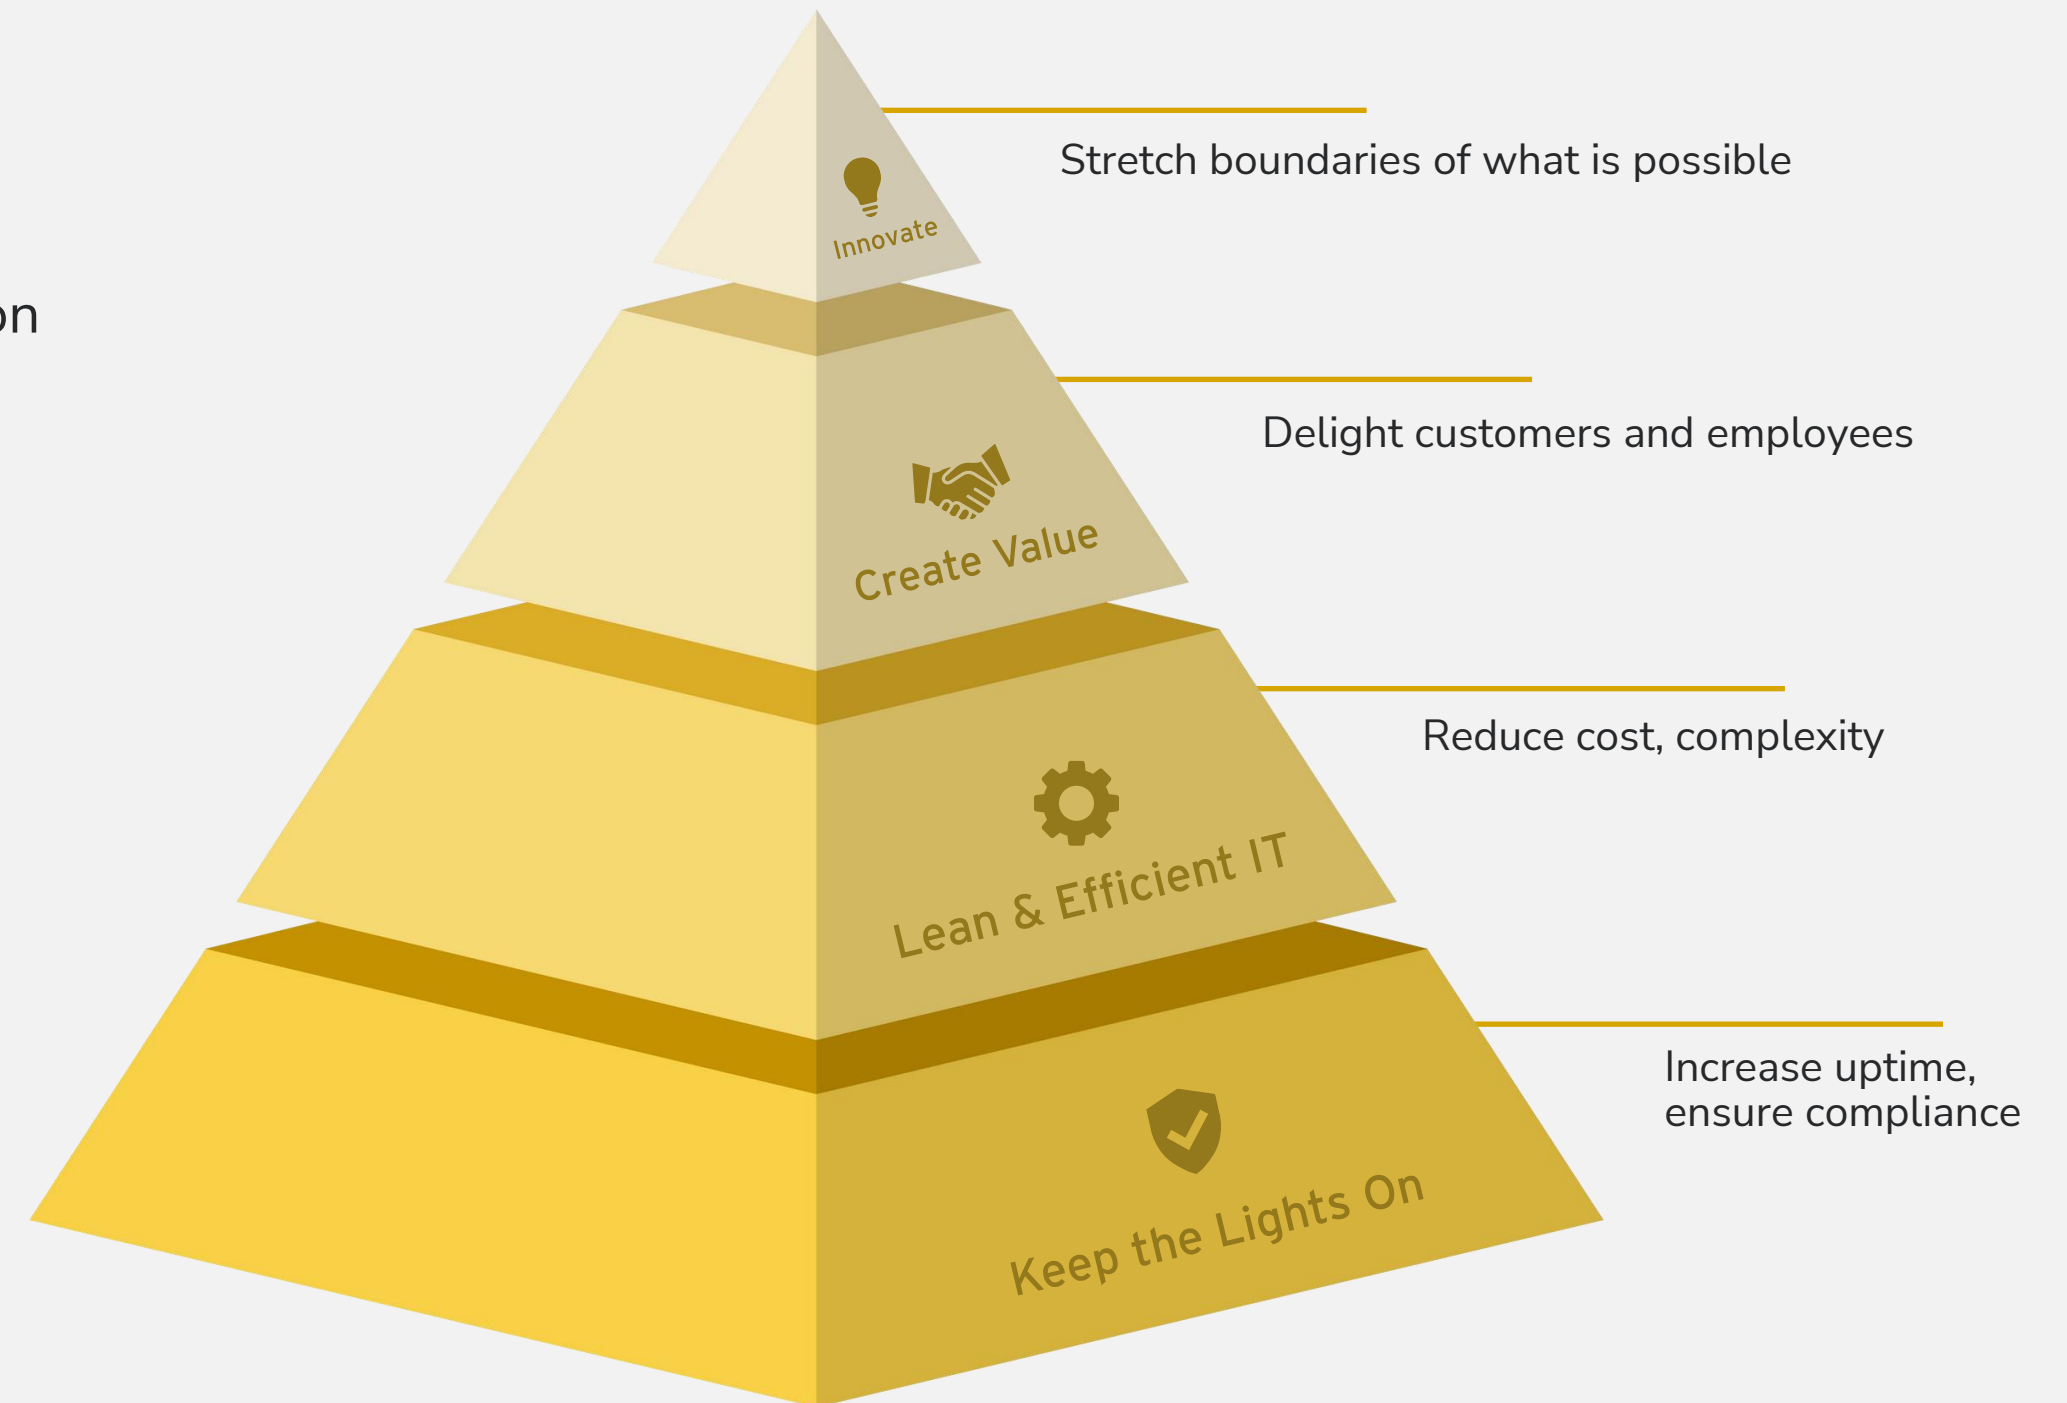 Stretch boundaries of what is possible
Innovate
on
Delight customers and employees
Create Value
Reduce cost, complexity
Lean & Efficient IT
Increase uptime,
ensure compliance
Keep the Lights On